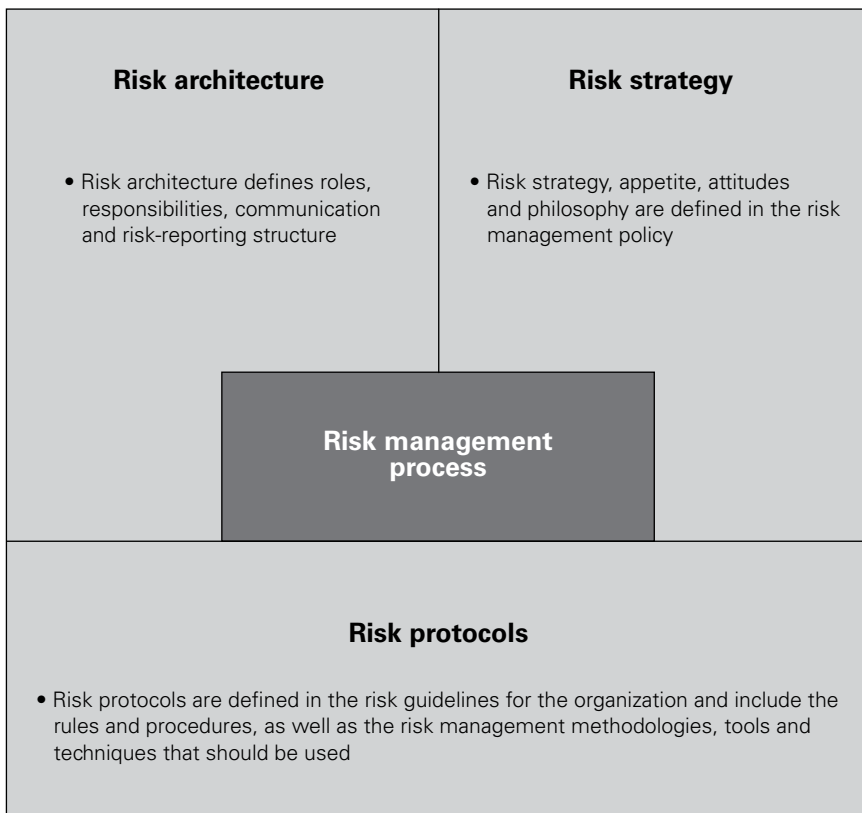 Risk architecture
• Risk architecture defines roles,
responsibilities, communication
and risk-reporting structure
Risk strategy
• Risk strategy, appetite, attitudes
and philosophy are defined in the risk
management policy
Risk management
process
Risk protocols
• Risk protocols are defined in the risk guidelines for the organization and include the
rules and procedures, as well as the risk management methodologies, tools and
techniques that should be used